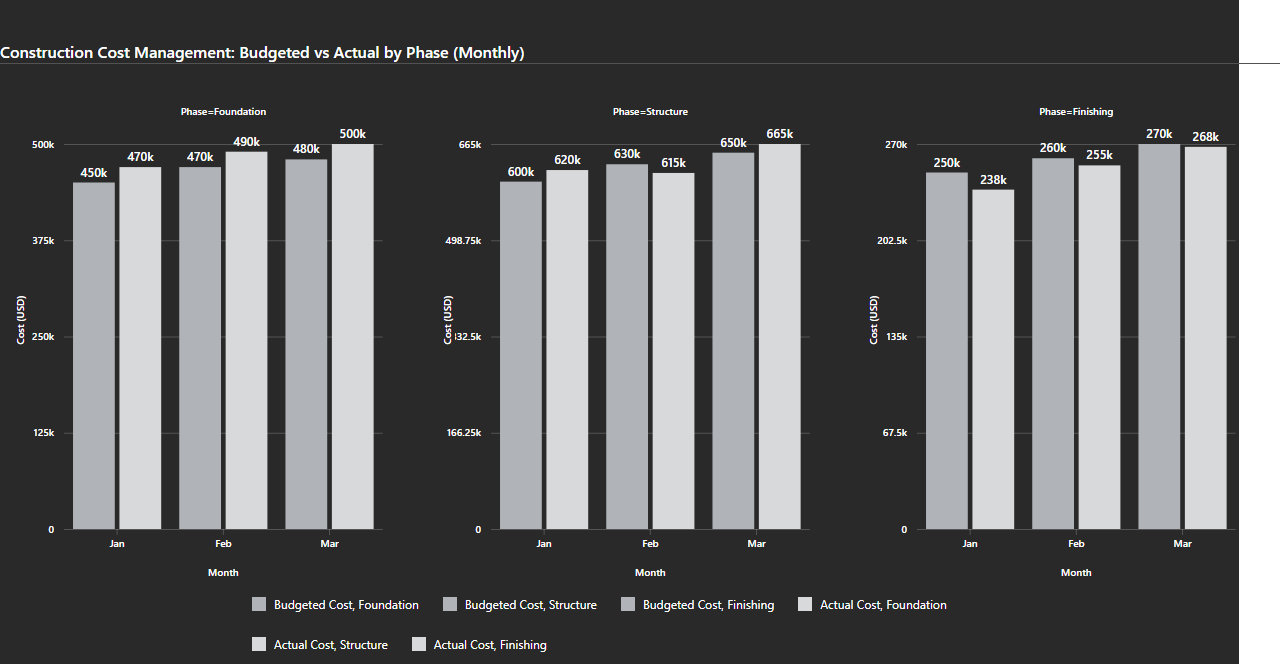 Construction Cost Management: Budgeted vs Actual by Phase (Monthly)
Phase=Foundation
Phase=Structure
Phase=Finishing
500k
375k
250k
125k
0
Cost (USD)
450k
470k
470k
490k
480k
500k
Jan
Feb
Mar
Month
665k
498.75k
332.5k
166.25k
0
Cost (USD)
600k
620k
630k
615k
650k
665k
Jan
Feb
Mar
Month
270k
202.5k
135k
67.5k
0
Cost (USD)
250k
238k
260k
255k
270k
268k
Jan
Feb
Mar
Month
Budgeted Cost, Foundation
Budgeted Cost, Structure
Budgeted Cost, Finishing
Actual Cost, Foundation
Actual Cost, Structure
Actual Cost, Finishing